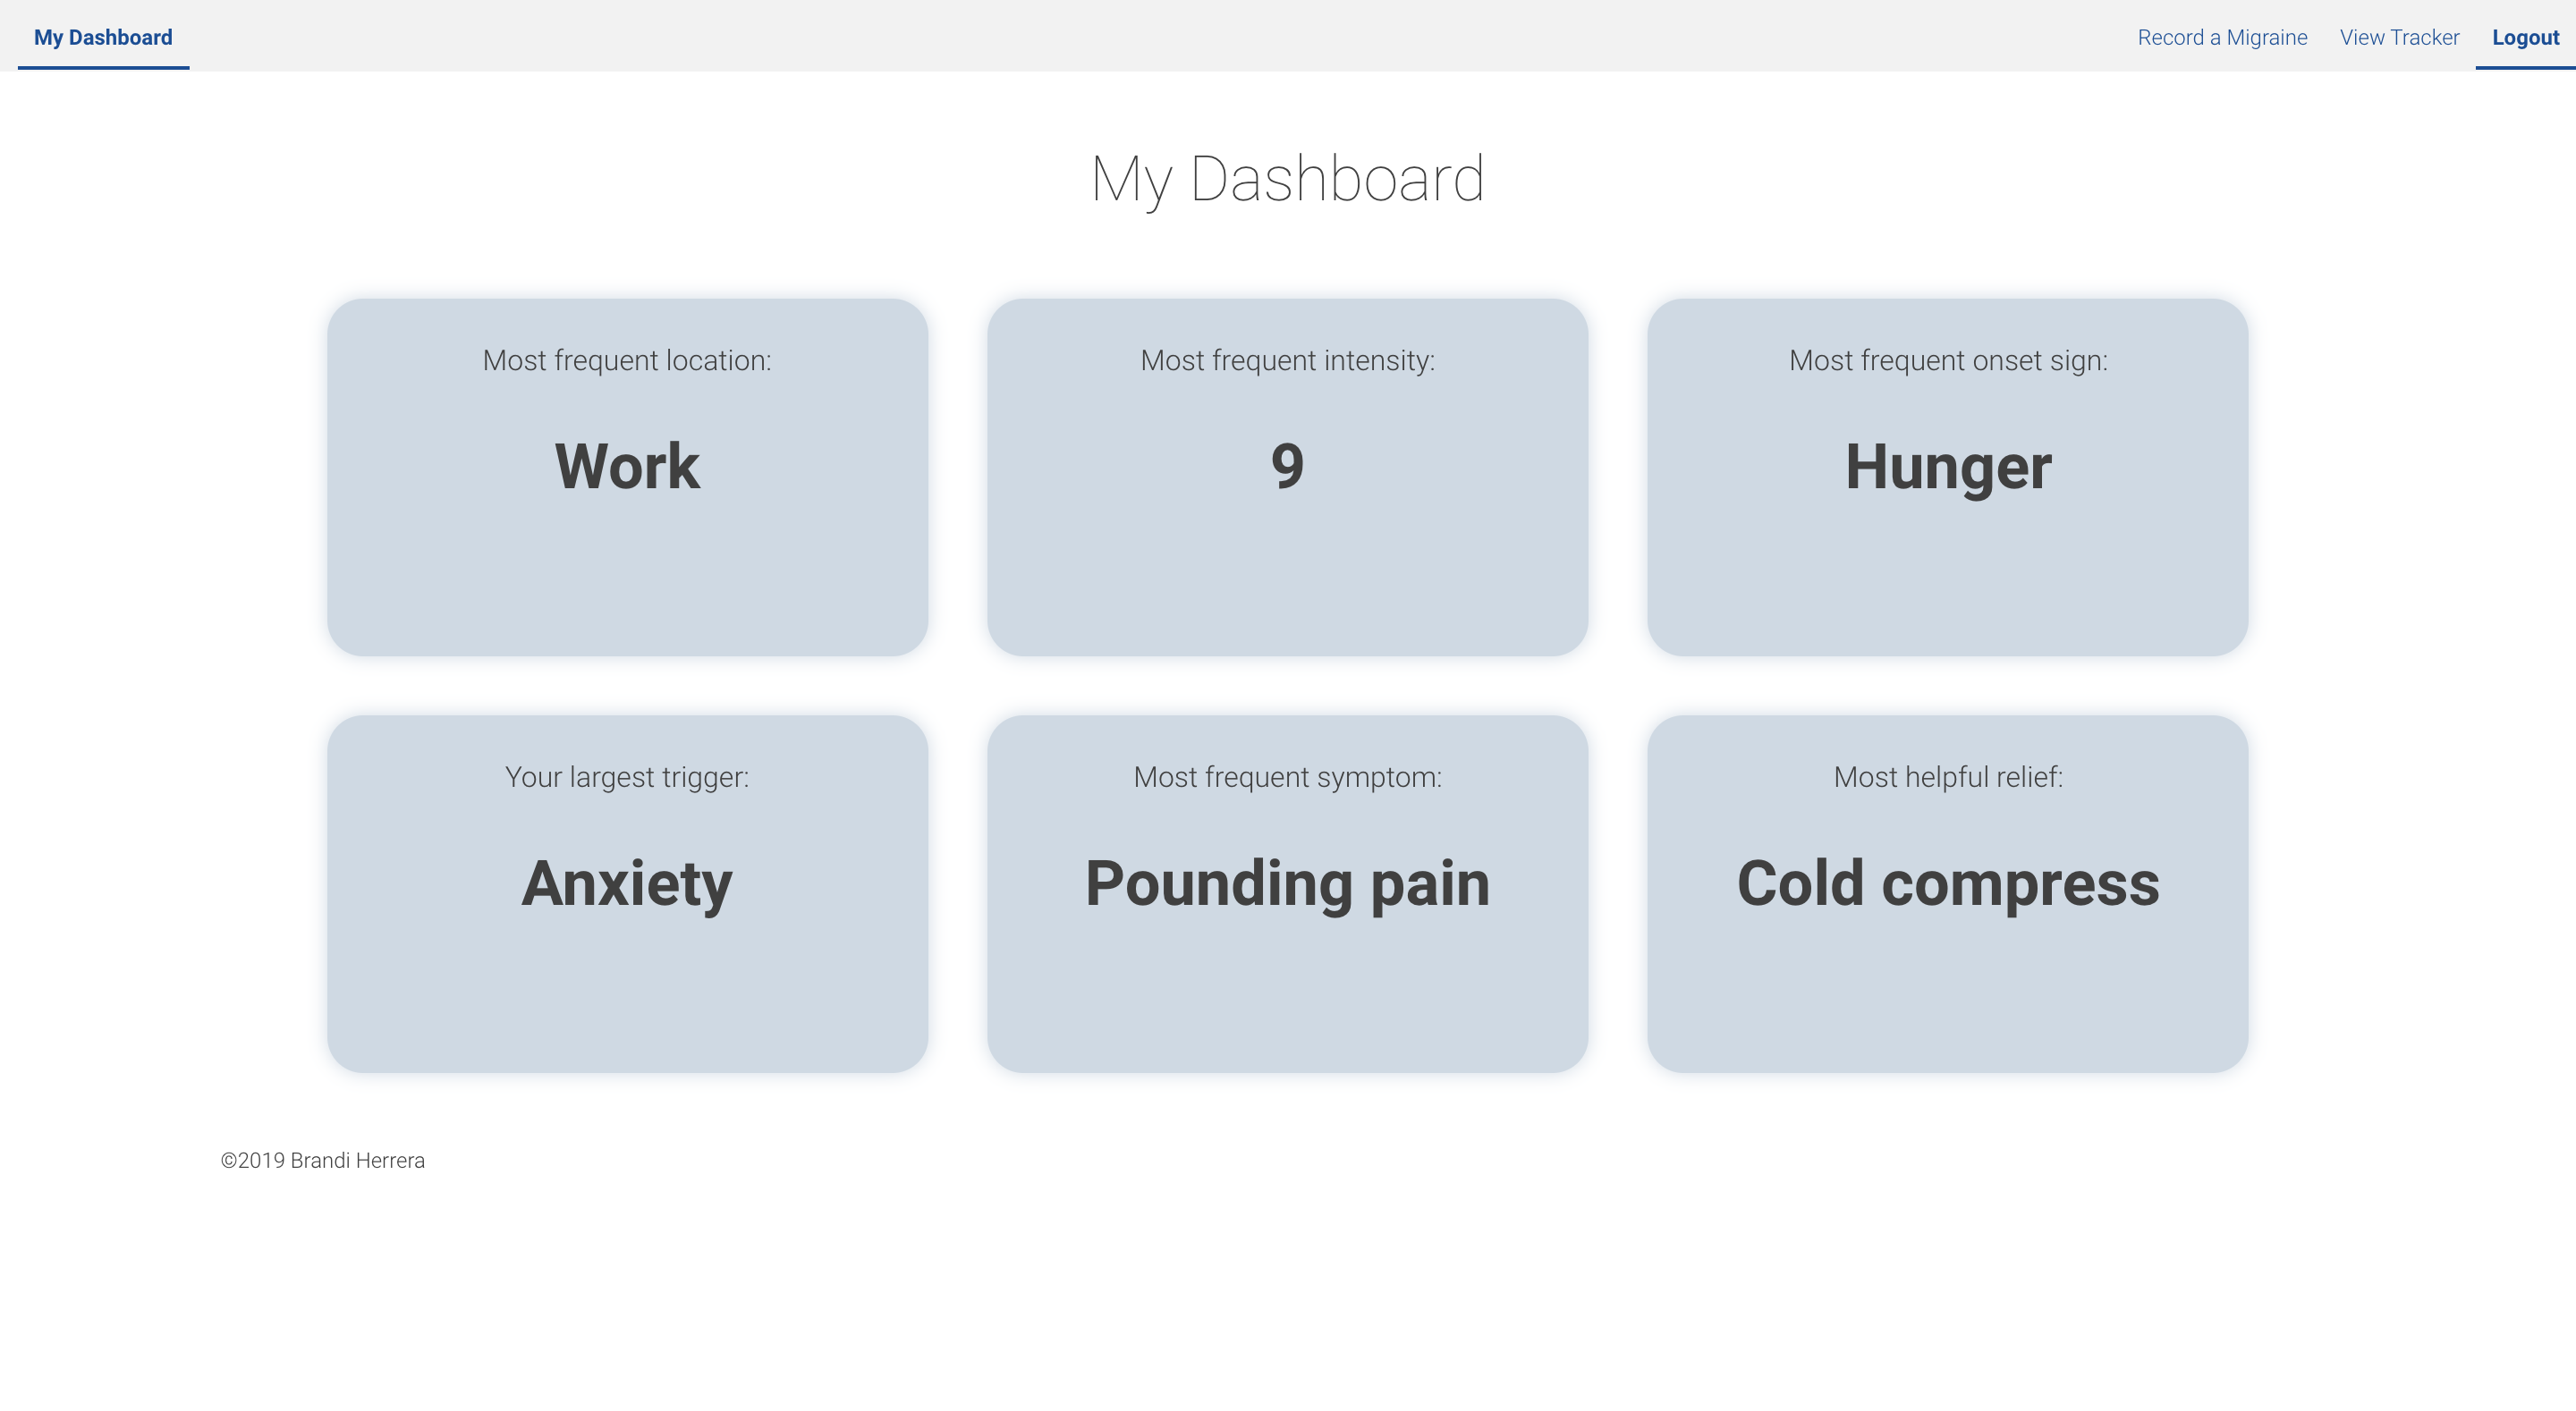 My Dashboard
Record a Migraine
View Tracker
Logout
My Dashboard
Most frequent location:
Work
Most frequent intensity:
9
Most frequent onset sign:
Hunger
Your largest trigger:
Anxiety
Most frequent symptom:
Pounding pain
Most helpful relief:
Cold compress
©2019 Brandi Herrera